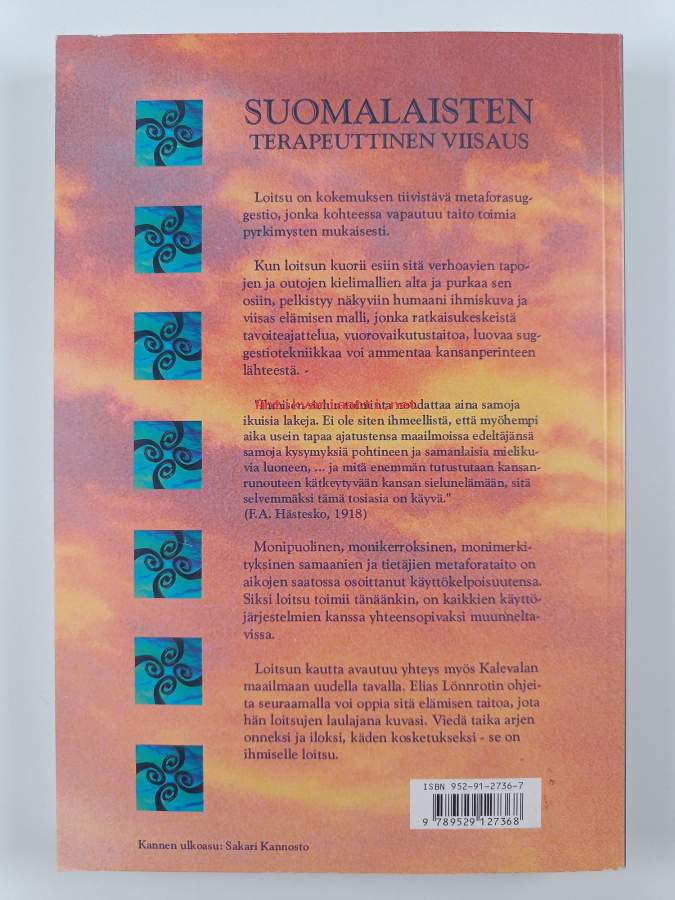 SUOMALAISTEN
TERAPEUTTINEN VIISAUS
Loitsu on kokemuksen tiivistävä metaforasug-
gestio, jonka kohteessa vapautuu taito toimia
pyrkimysten mukaisesti.
Kun loitsun kuorii esiin sitä verhoavien tapo-
jen ja outojen kielimallien alta ja purkaa sen
osiin, pelkistyy näkyviin humaani ihmiskuva ja
viisas elämisen malli, jonka ratkaisukeskeistä
tavoiteajattelua, vuorovaikutustaitoa, luovaa sug-
gestiotekniikkaa voi ammentaa kansanperinteen
lähteestä. -
toiminta noudattaa aina samoja
ikuisia lakeja. Ei ole siten ihmeellistä, että myöhempi
aika usein tapaa ajatustensa maailmoissa edeltäjänsä
samoja kysymyksiä pohtineen ja samanlaisia mieliku-
via luoneen, ... ja mitä enemmän tutustutaan kansan-
runouteen kätkeytyvään kansan sielunelämään, sitä
selvemmäksi tämä tosiasia on käyvä."
(F.A. Hästesko, 1918)
Monipuolinen, monikerroksinen, monimerki-
tyksinen samaanien ja tietäjien metaforataito on
aikojen saatossa osoittanut käyttökelpoisuutensa.
Siksi loitsu toimii tänäänkin, on kaikkien käyttö-
järjestelmien kanssa yhteensopivaksi muunnelta-
vissa.
Loitsun kautta avautuu yhteys myös Kalevalan
maailmaan uudella tavalla. Elias Lönnrotin ohjei-
ta seuraamalla voi oppia sitä elämisen taitoa, jota
hän loitsujen laulajana kuvasi. Viedä taika arjen
onneksi ja iloksi, käden kosketukseksi - se on
ihmiselle loitsu.
ISBN 952-91-2736-7
9 789529 127368
Kannen ulkoasu: Sakari Kannosto